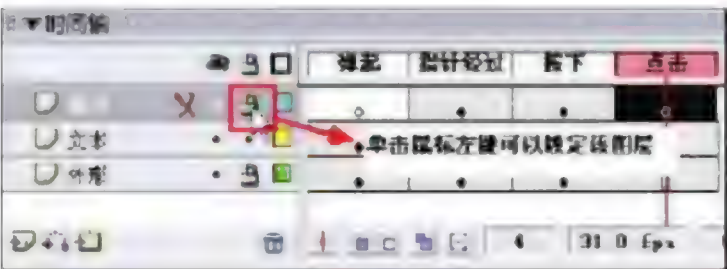 时间轴
弹起 指针经过 按下 点击
文本
单击鼠标左键可以锁定该图层
外形
4 31.0 fps